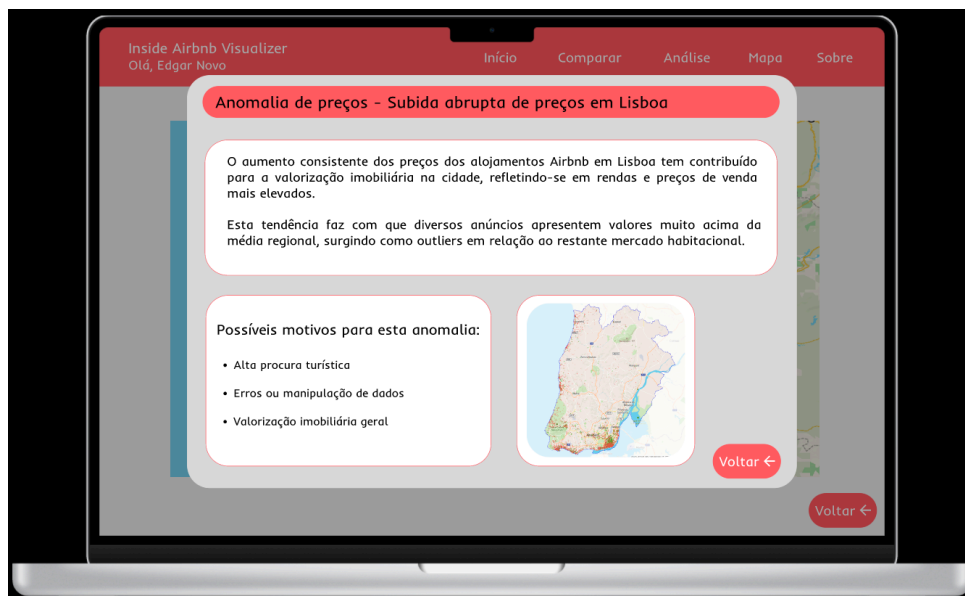 Inside Airbnb Visualizer
Olá, Edgar Novo
Início Comparar Análise Mapa Sobre
Anomalia de preços - Subida abrupta de preços em Lisboa
O aumento consistente dos preços dos alojamentos Airbnb em Lisboa tem contribuído
para a valorização imobiliária na cidade, refletindo-se em rendas e preços de venda
mais elevados.
Esta tendência faz com que diversos anúncios apresentem valores muito acima da
média regional, surgindo como outliers em relação ao restante mercado habitacional.
Possíveis motivos para esta anomalia:
• Alta procura turística
• Erros ou manipulação de dados
• Valorização imobiliária geral
Voltar ←
Voltar ←